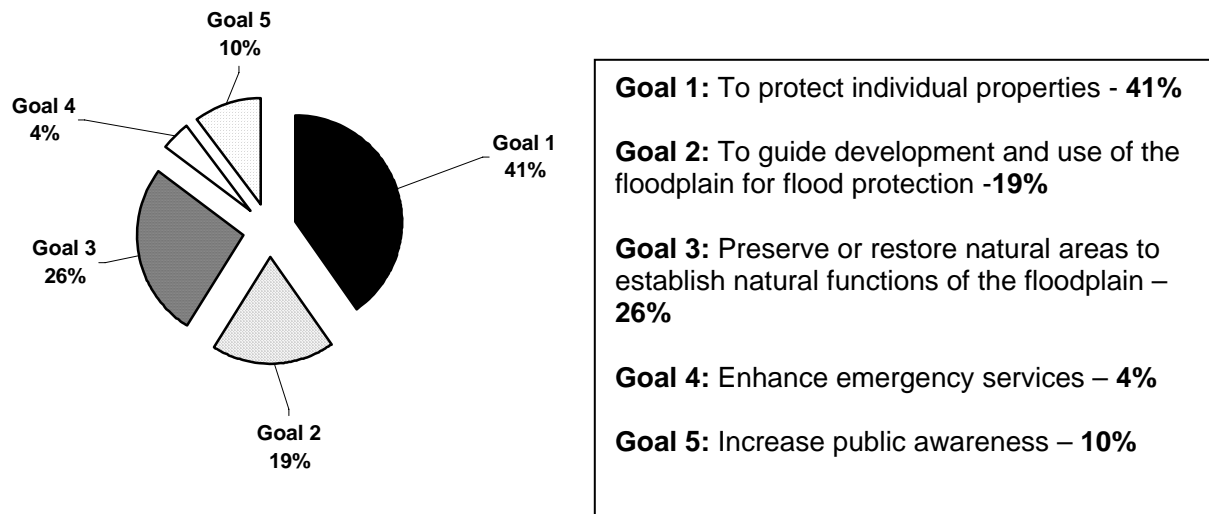 Goal 5
10%
Goal 4
4%
Goal 1
41%
Goal 3
26%
Goal 2
19%
Goal 1: To protect individual properties - 41%
Goal 2: To guide development and use of the
floodplain for flood protection -19%
Goal 3: Preserve or restore natural areas to
establish natural functions of the floodplain –
26%
Goal 4: Enhance emergency services – 4%
Goal 5: Increase public awareness – 10%